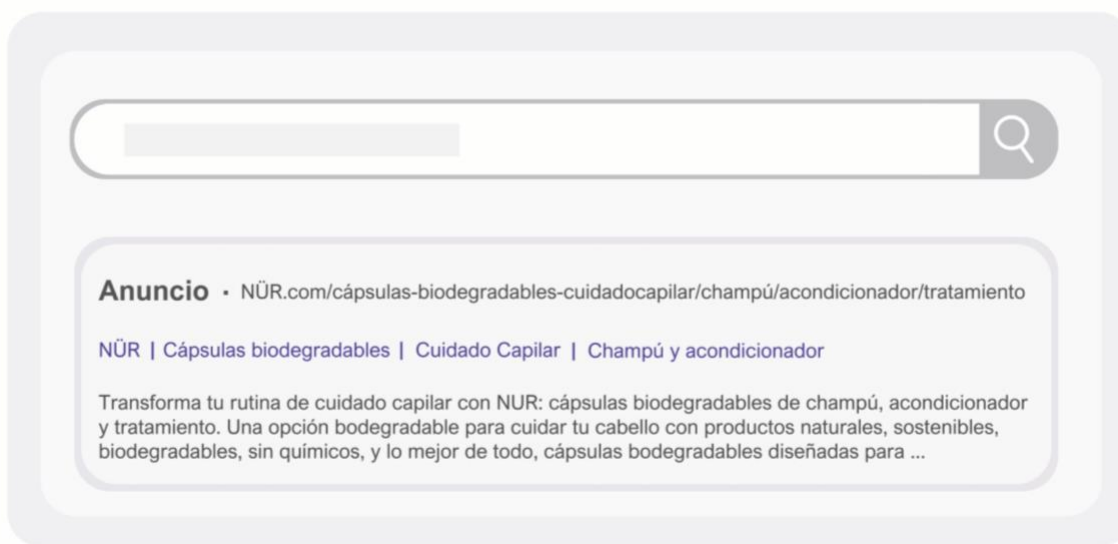 Anuncio · NÜR.com/cápsulas-biodegradables-cuidadocapilar/champú/acondicionador/tratamiento
NÜR | Cápsulas biodegradables | Cuidado Capilar | Champú y acondicionador
Transforma tu rutina de cuidado capilar con NUR: cápsulas biodegradables de champú, acondicionador
y tratamiento. Una opción bodegradable para cuidar tu cabello con productos naturales, sostenibles,
biodegradables, sin químicos, y lo mejor de todo, cápsulas bodegradables diseñadas para ...